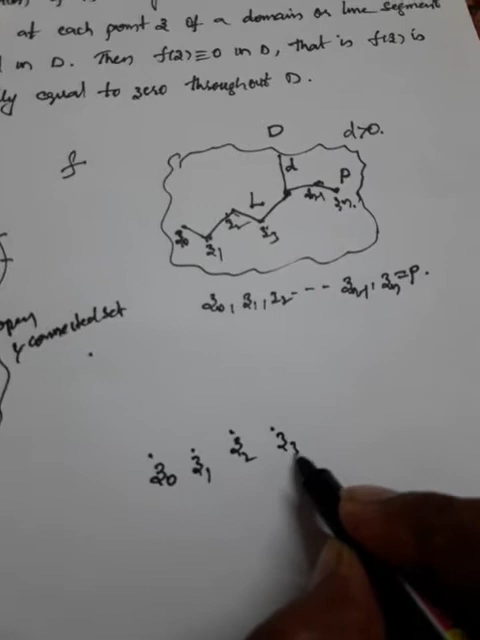 at each point z of a domain or line segment
in D. Then f(z)≡0 in D, that is f(z) is
ly equal to zero throughout D.
D
d>0.
f
d
P
L
z₀ z₁ z₂ z₃ zₙ₋₁ zₙ
z₀, z₁, z₂ --- zₙ₋₁, zₙ=P.
open
& connected set
z₀ z₁ z₂ z₃